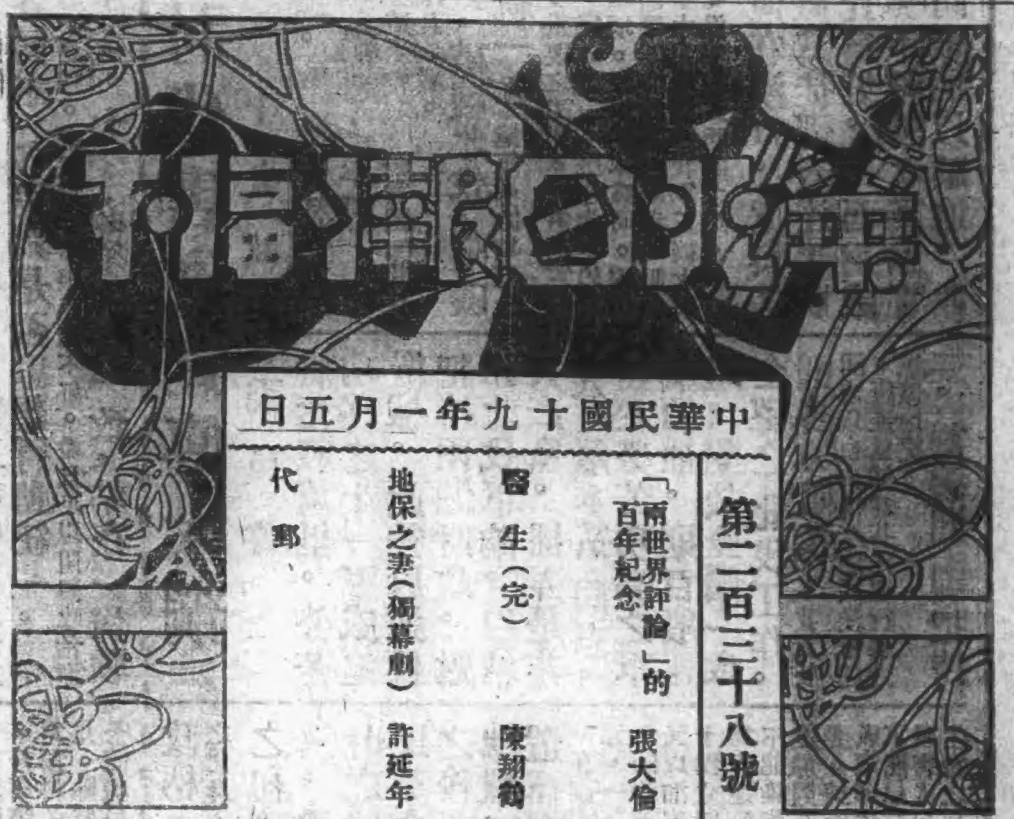 華北日報副刊
中華民國十九年一月五日
第二百三十八號
「兩世界評論」的
百年紀念
張大倫
醫生(完)
陳翔鶴
地保之妻(獨幕劇)
許延年
代郵